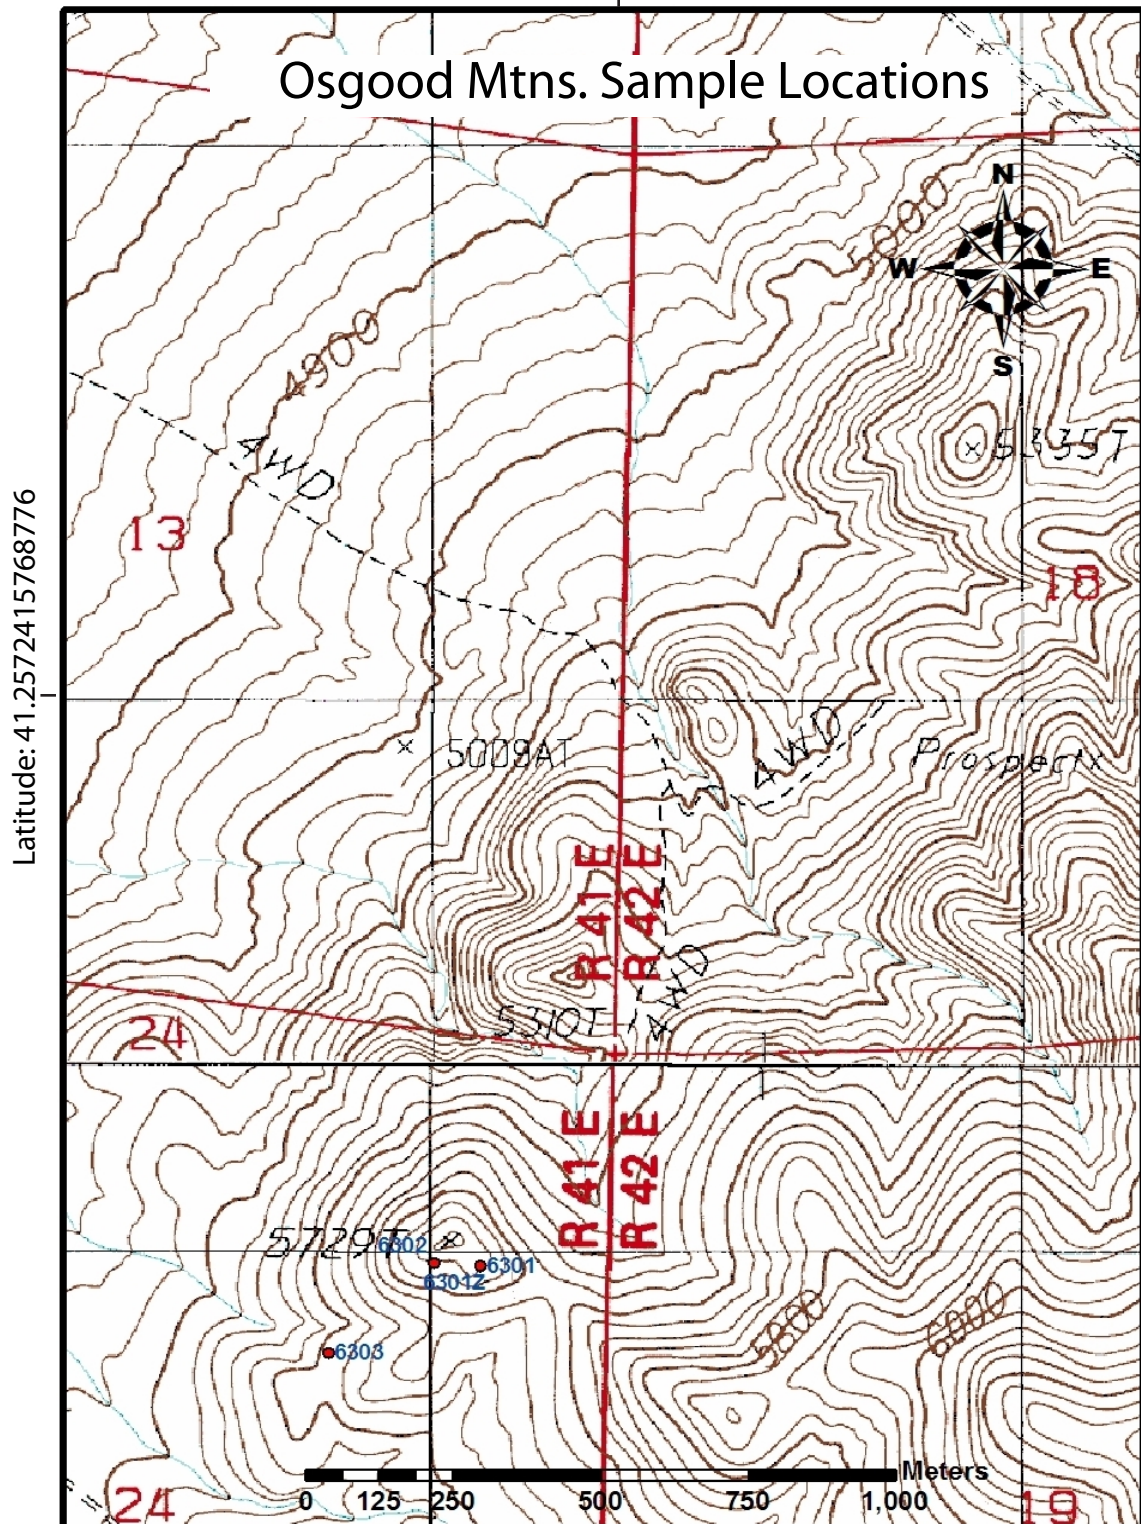 Osgood Mtns. Sample Locations
N
5000
W
E
S
4900
4WD
5335T
13
18
Latitude: 41.2572415768776
5009AT
4WD
Prospect
R 41 E
R 42 E
4WD
5310T
24
R 41 E
R 42 E
5729T
6302
6301
6301Z
5800
6000
6303
Meters
0 125 250 500 750 1,000
24
19